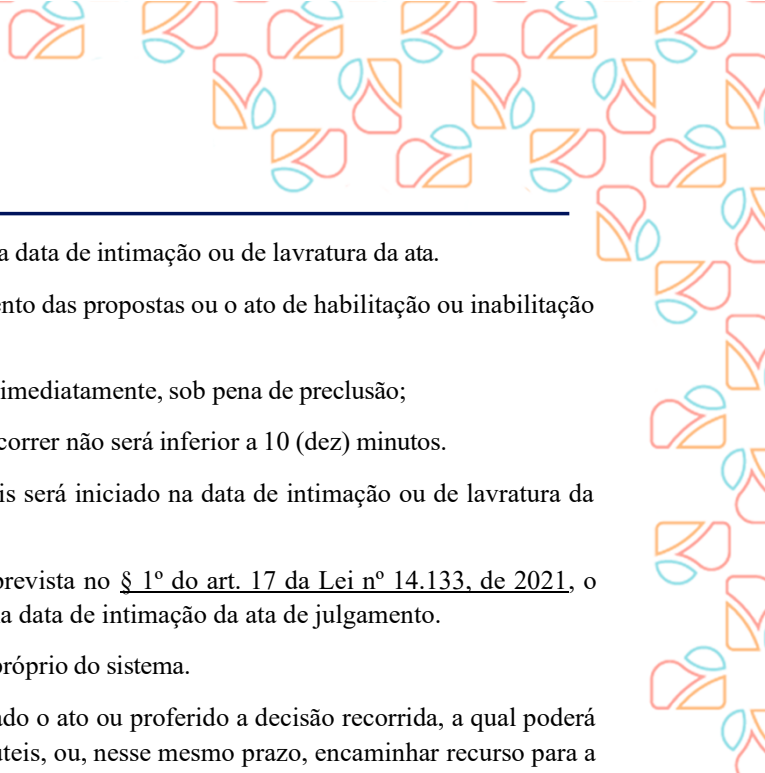 a data de intimação ou de lavratura da ata.
nto das propostas ou o ato de habilitação ou inabilitação
imediatamente, sob pena de preclusão;
correr não será inferior a 10 (dez) minutos.
is será iniciado na data de intimação ou de lavratura da
prevista no § 1º do art. 17 da Lei nº 14.133, de 2021, o
a data de intimação da ata de julgamento.
próprio do sistema.
do o ato ou proferido a decisão recorrida, a qual poderá
úteis, ou, nesse mesmo prazo, encaminhar recurso para a